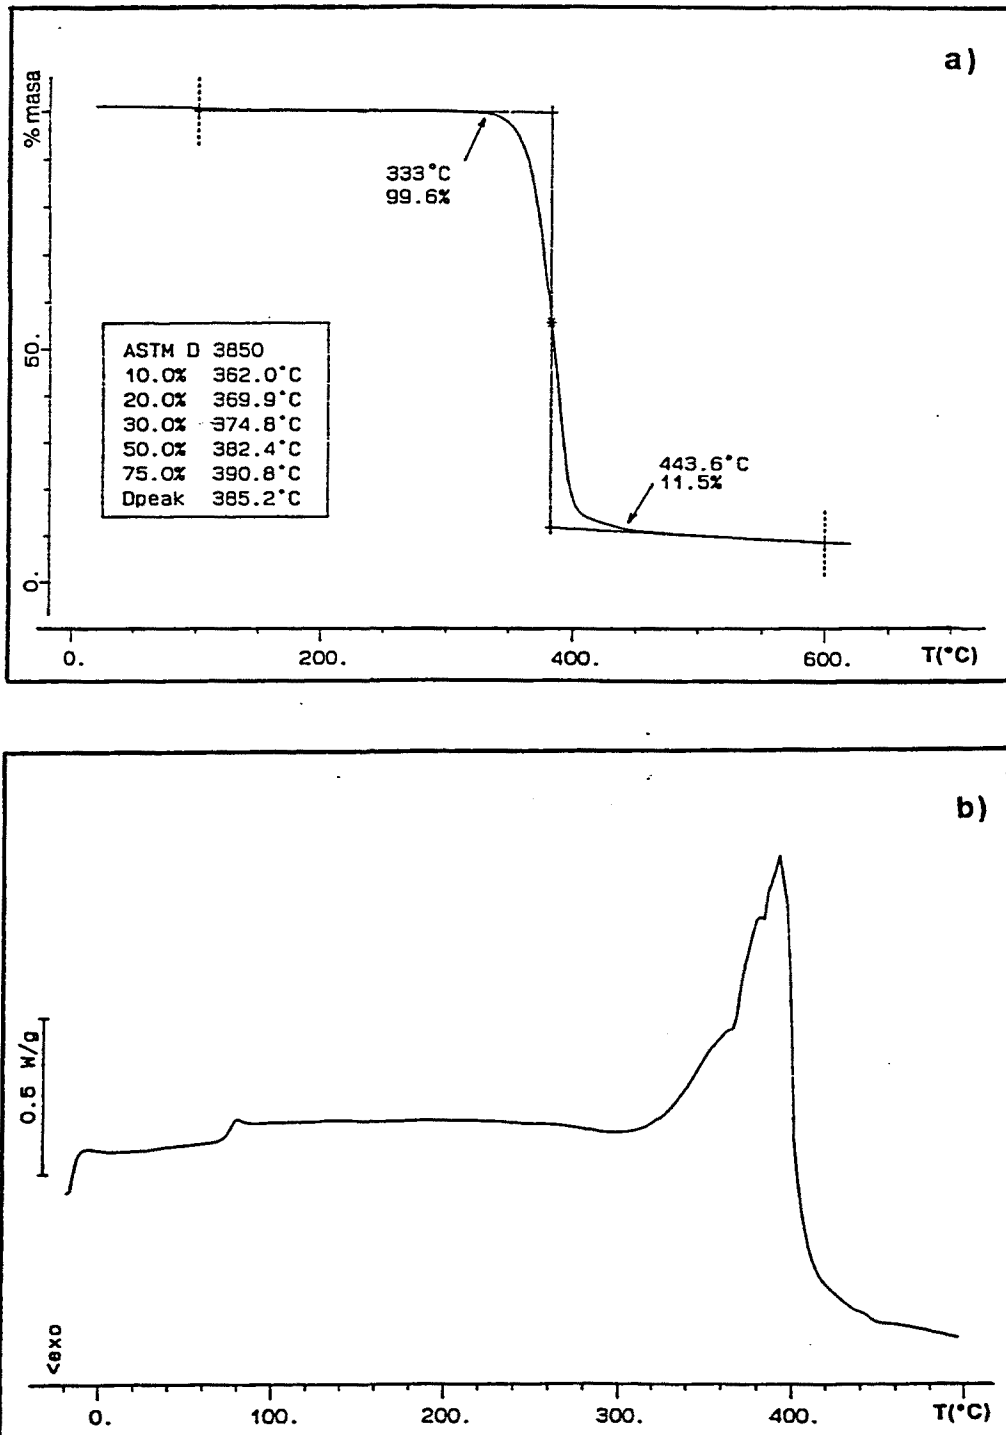 a)
%masa
333°C
99.6%
50.
ASTM D 3850
10.0% 362.0°C
20.0% 369.9°C
30.0% 374.8°C
50.0% 382.4°C
75.0% 390.8°C
Dpeak 385.2°C
443.6°C
11.5%
0.
0. 200. 400. 600. T(°C)
b)
0.5 W/g
<exo
0. 100. 200. 300. 400. T(°C)